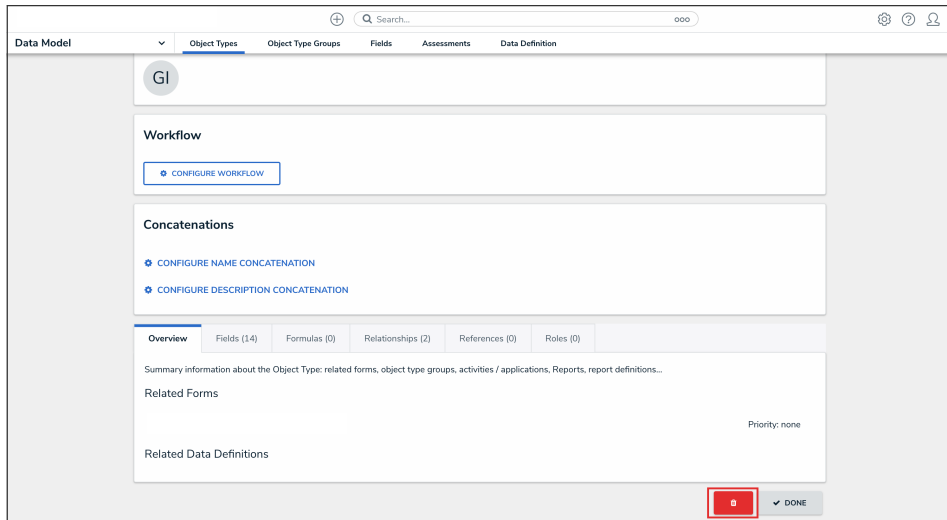 Search...
ooo
Data Model
Object Types
Object Type Groups
Fields
Assessments
Data Definition
GI
Workflow
CONFIGURE WORKFLOW
Concatenations
CONFIGURE NAME CONCATENATION
CONFIGURE DESCRIPTION CONCATENATION
Overview
Fields (14)
Formulas (0)
Relationships (2)
References (0)
Roles (0)
Summary information about the Object Type: related forms, object type groups, activities / applications, Reports, report definitions...
Related Forms
Priority: none
Related Data Definitions
DONE